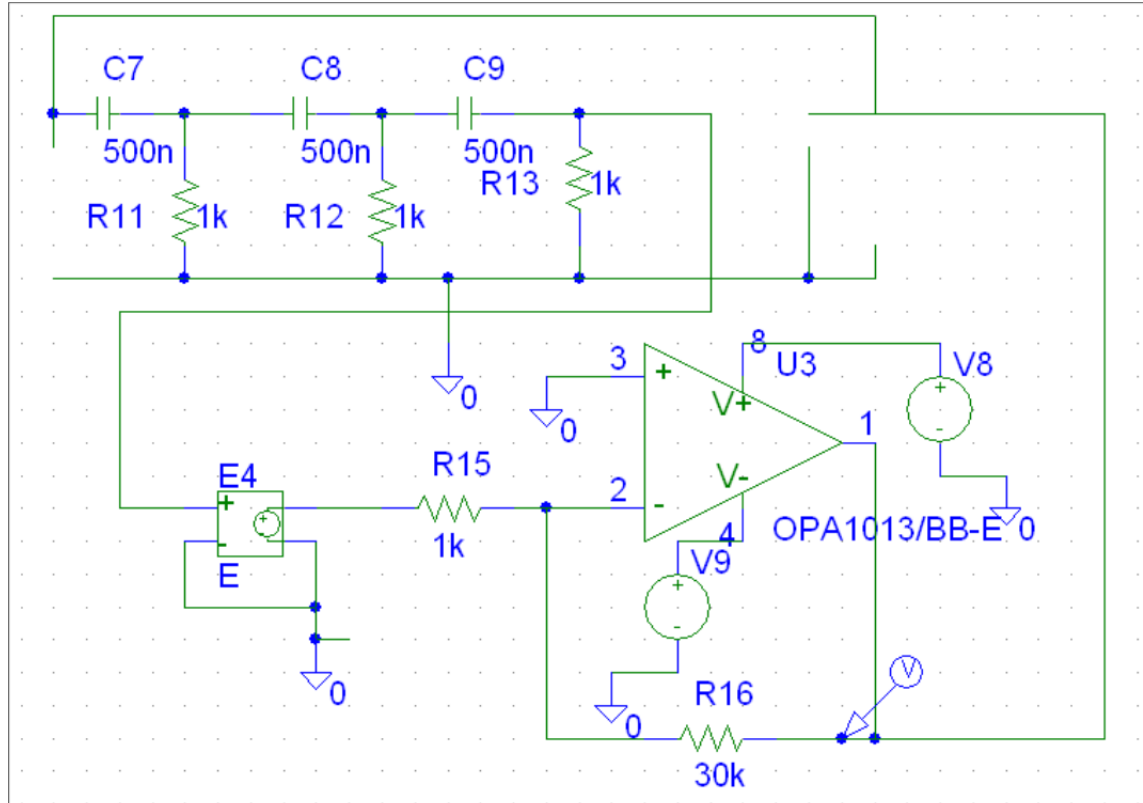 C7
C8
C9
500n
500n
500n
R11
1k
R12
1k
R13
1k
0
3
+
0
8
U3
V+
V-
1
V8
+
-
0
E4
+
-
+
E
0
R15
1k
2
-
4
OPA1013/BB-E
V9
+
-
0
R16
30k
V